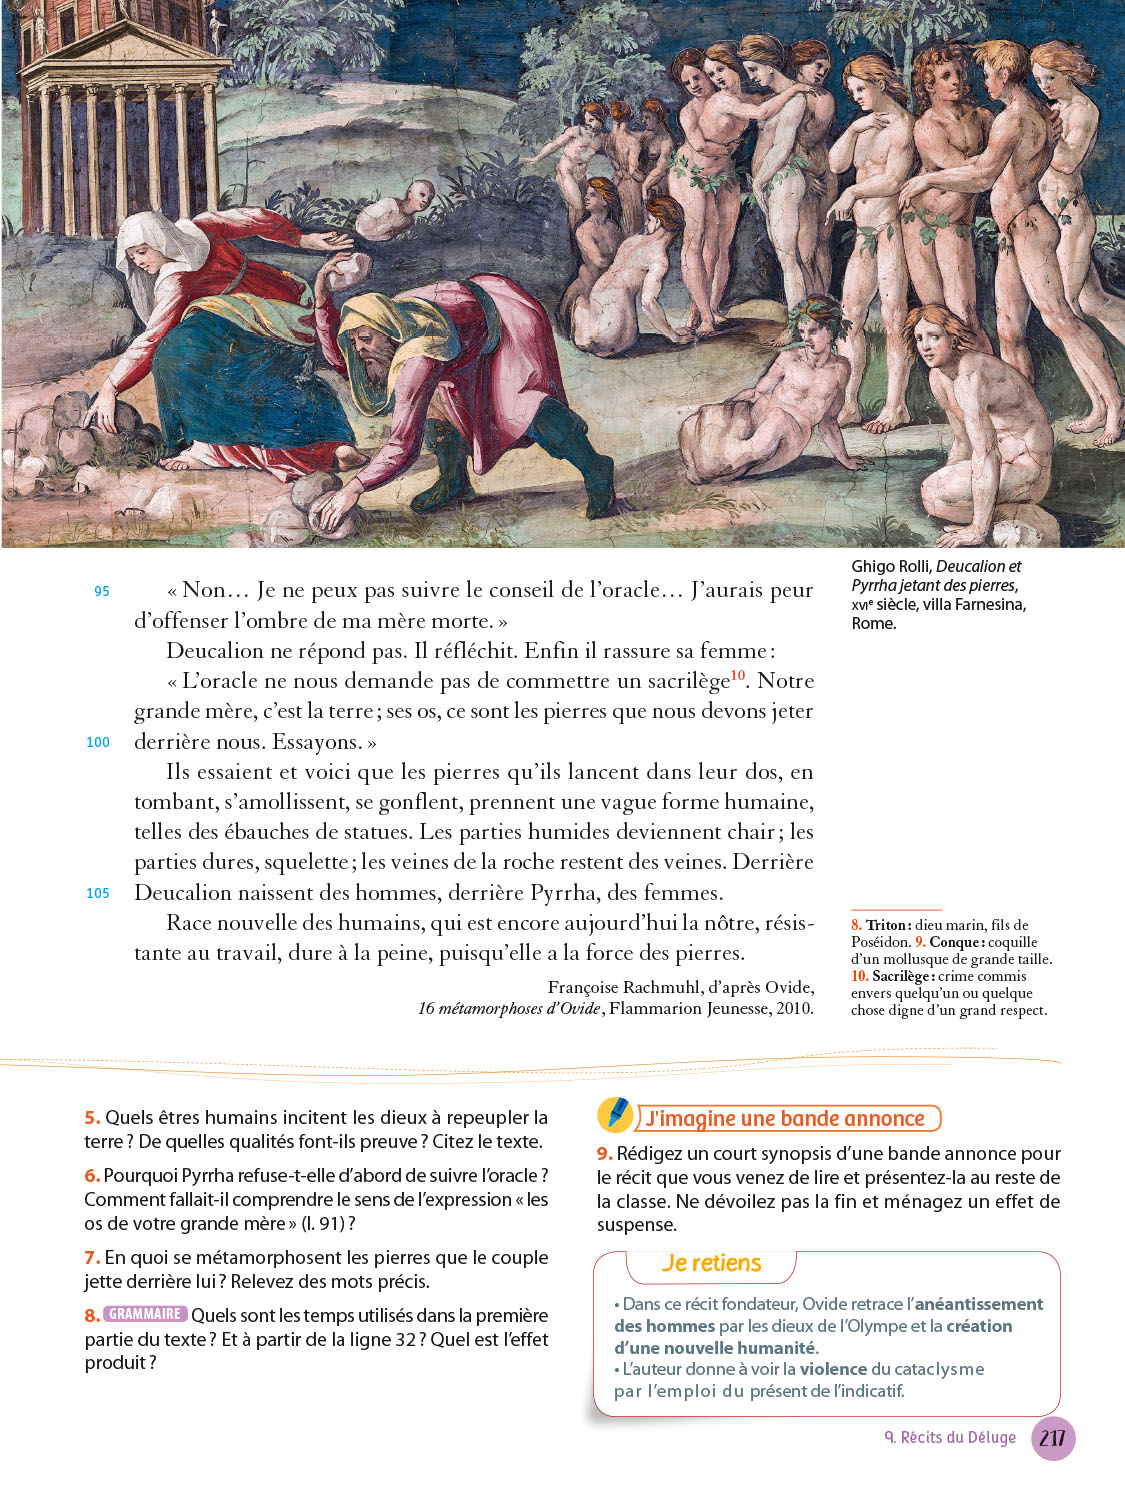 Ghigo Rolli, Deucalion et
Pyrrha jetant des pierres,
XVIe siècle, villa Farnesina,
Rome.
95 « Non… Je ne peux pas suivre le conseil de l’oracle… J’aurais peur
d’offenser l’ombre de ma mère morte. »
Deucalion ne répond pas. Il réfléchit. Enfin il rassure sa femme :
« L’oracle ne nous demande pas de commettre un sacrilège10. Notre
grande mère, c’est la terre ; ses os, ce sont les pierres que nous devons jeter
100 derrière nous. Essayons. »
Ils essaient et voici que les pierres qu’ils lancent dans leur dos, en
tombant, s’amollissent, se gonflent, prennent une vague forme humaine,
telles des ébauches de statues. Les parties humides deviennent chair ; les
parties dures, squelette ; les veines de la roche restent des veines. Derrière
105 Deucalion naissent des hommes, derrière Pyrrha, des femmes.
Race nouvelle des humains, qui est encore aujourd’hui la nôtre, résis-
tante au travail, dure à la peine, puisqu’elle a la force des pierres.
Françoise Rachmuhl, d’après Ovide,
16 métamorphoses d’Ovide, Flammarion Jeunesse, 2010.
8. Triton : dieu marin, fils de
Poséidon. 9. Conque : coquille
d’un mollusque de grande taille.
10. Sacrilège : crime commis
envers quelqu’un ou quelque
chose digne d’un grand respect.
5. Quels êtres humains incitent les dieux à repeupler la
terre ? De quelles qualités font-ils preuve ? Citez le texte.
6. Pourquoi Pyrrha refuse-t-elle d’abord de suivre l’oracle ?
Comment fallait-il comprendre le sens de l’expression « les
os de votre grande mère » (l. 91) ?
7. En quoi se métamorphosent les pierres que le couple
jette derrière lui ? Relevez des mots précis.
8. GRAMMAIRE Quels sont les temps utilisés dans la première
partie du texte ? Et à partir de la ligne 32 ? Quel est l’effet
produit ?
J'imagine une bande annonce
9. Rédigez un court synopsis d’une bande annonce pour
le récit que vous venez de lire et présentez-la au reste de
la classe. Ne dévoilez pas la fin et ménagez un effet de
suspense.
Je retiens
• Dans ce récit fondateur, Ovide retrace l’anéantissement
des hommes par les dieux de l’Olympe et la création
d’une nouvelle humanité.
• L’auteur donne à voir la violence du cataclysme
par l’emploi du présent de l’indicatif.
9. Récits du Déluge 217